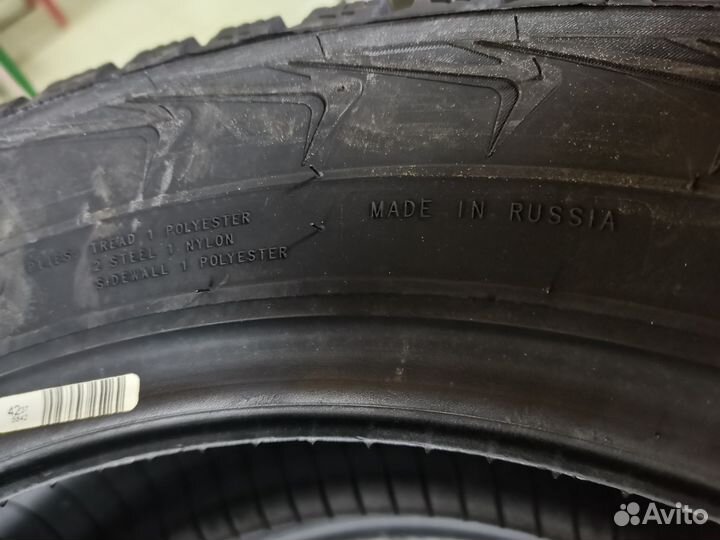 MADE IN RUSSIA
PLIES: TREAD 1 POLYESTER
2 STEEL 1 NYLON
SIDEWALL 1 POLYESTER
Avito